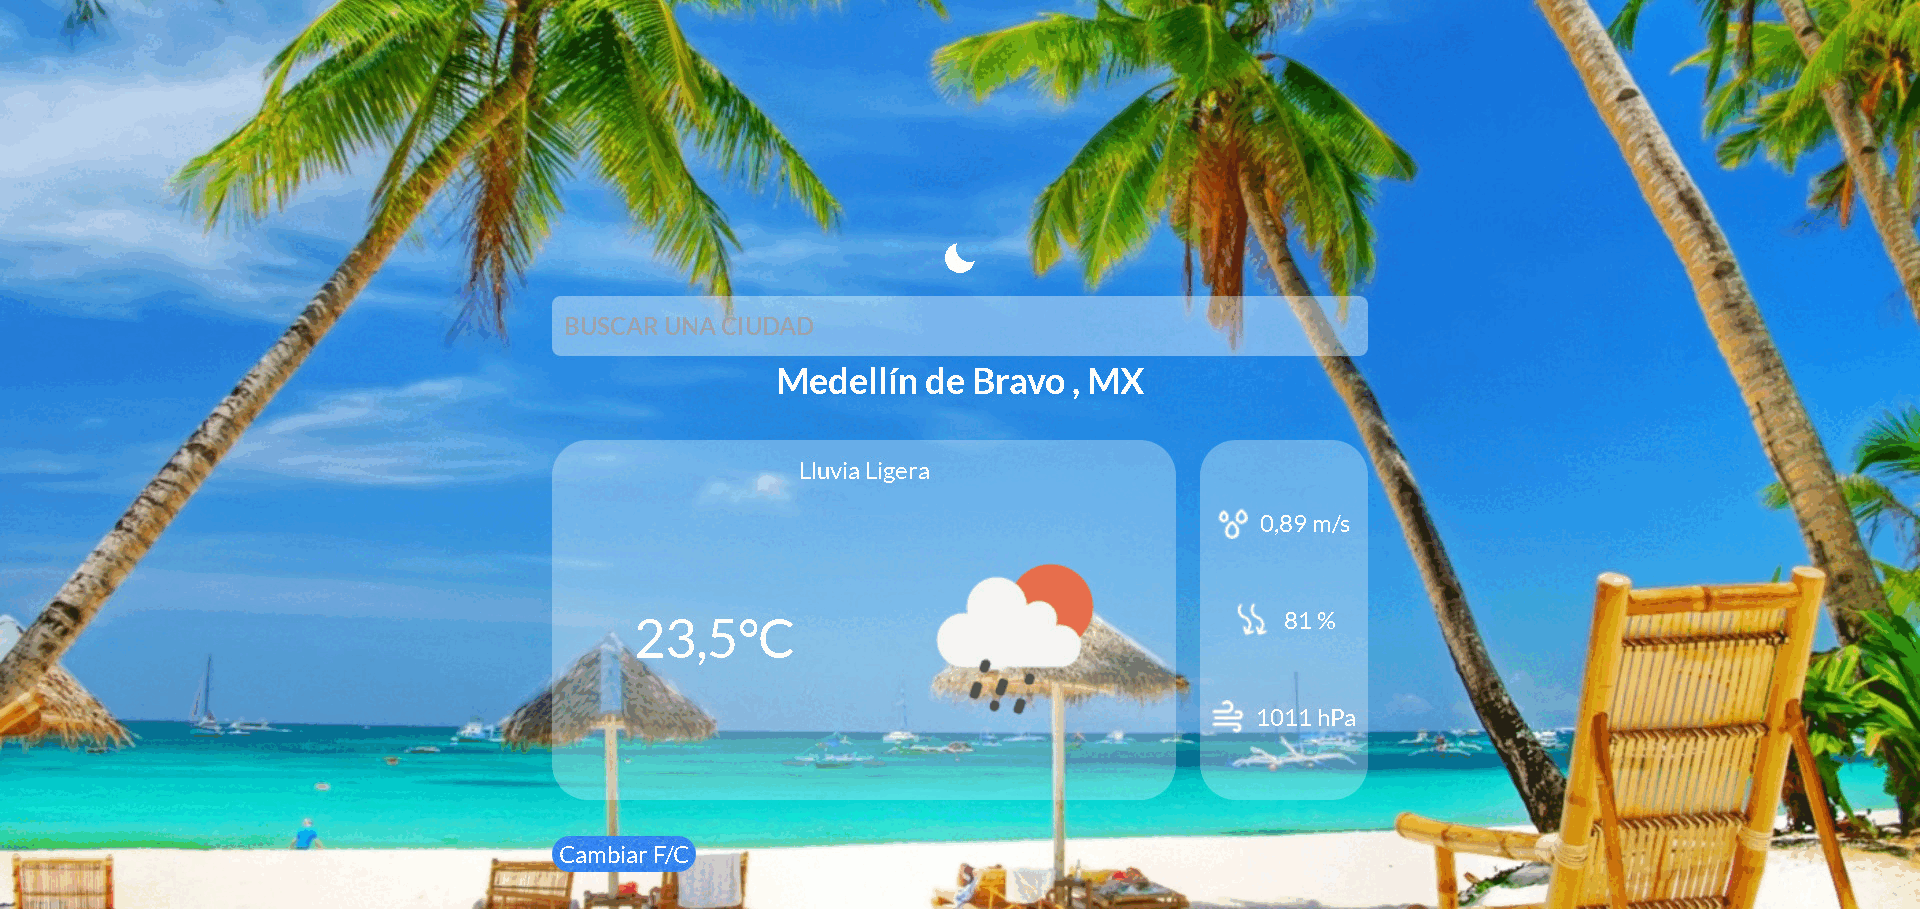 BUSCAR UNA CIUDAD
Medellín de Bravo , MX
Lluvia Ligera
23,5°C
0,89 m/s
81 %
1011 hPa
Cambiar F/C